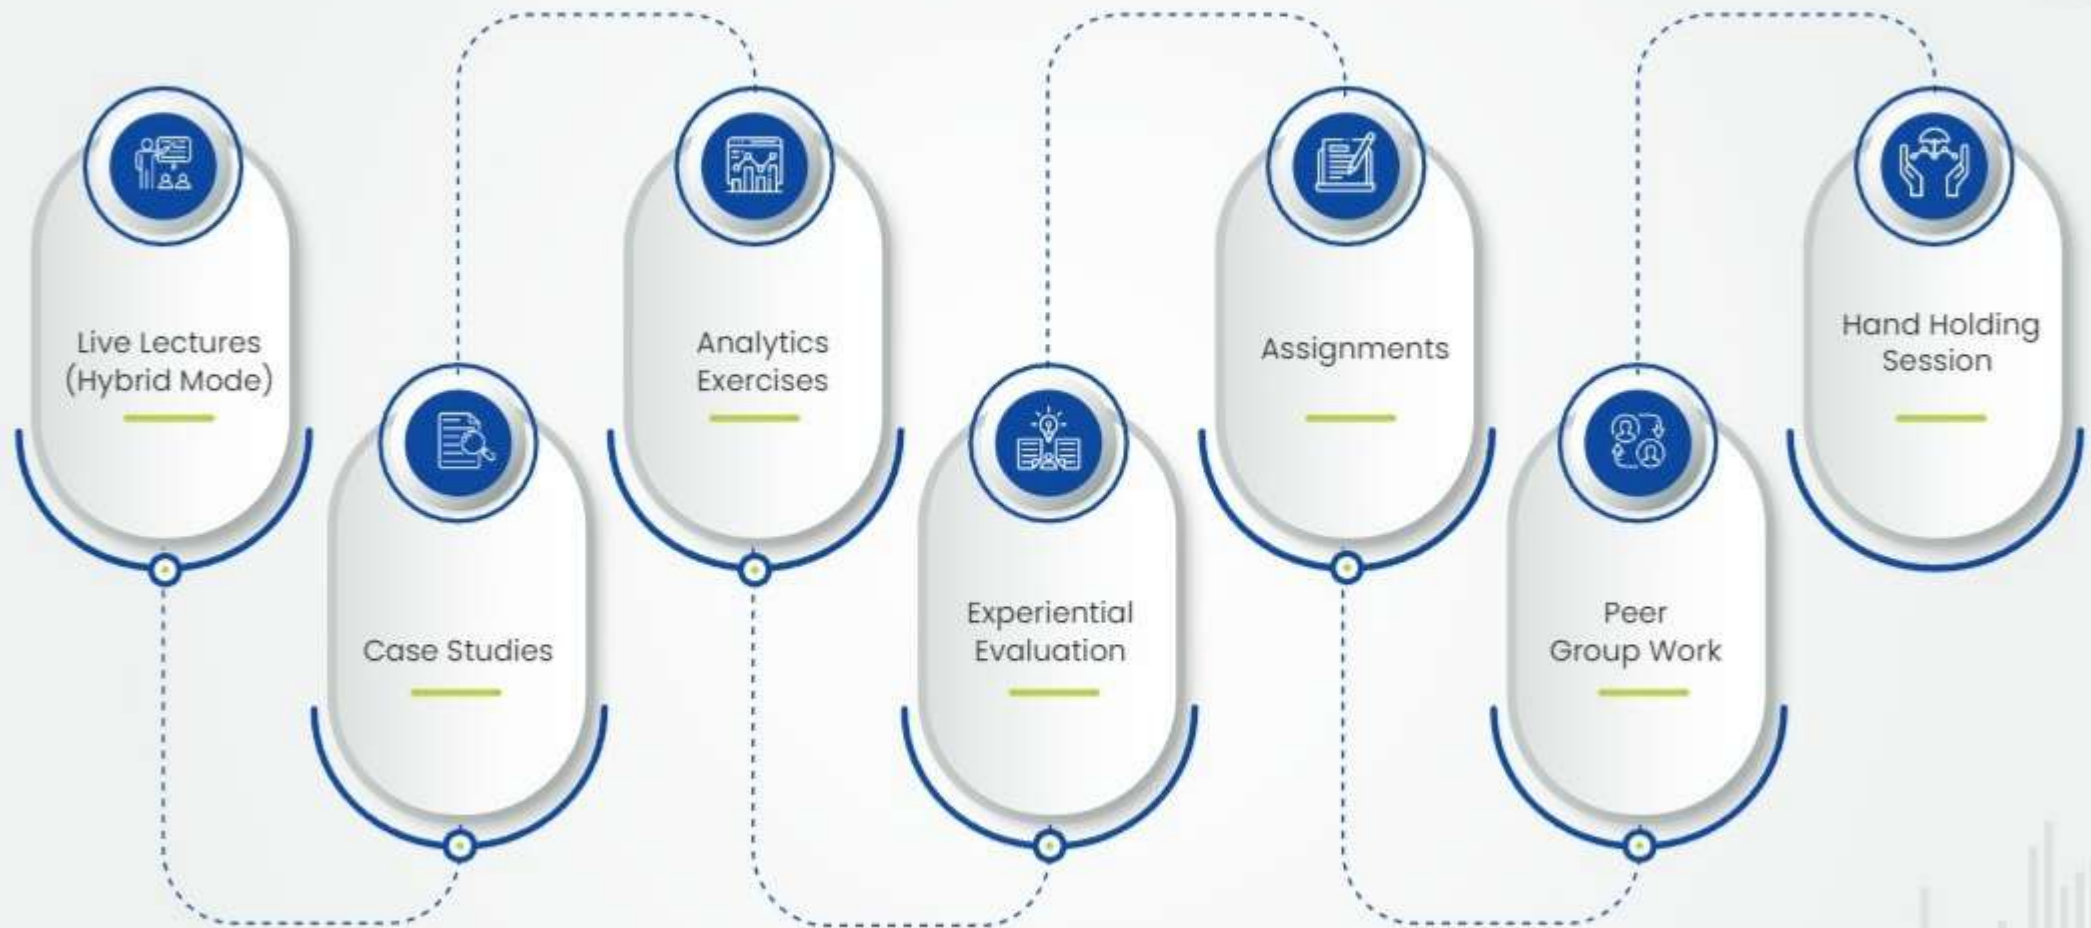 Live Lectures
(Hybrid Mode)
Case Studies
Analytics
Exercises
Experiential
Evaluation
Assignments
Peer
Group Work
Hand Holding
Session